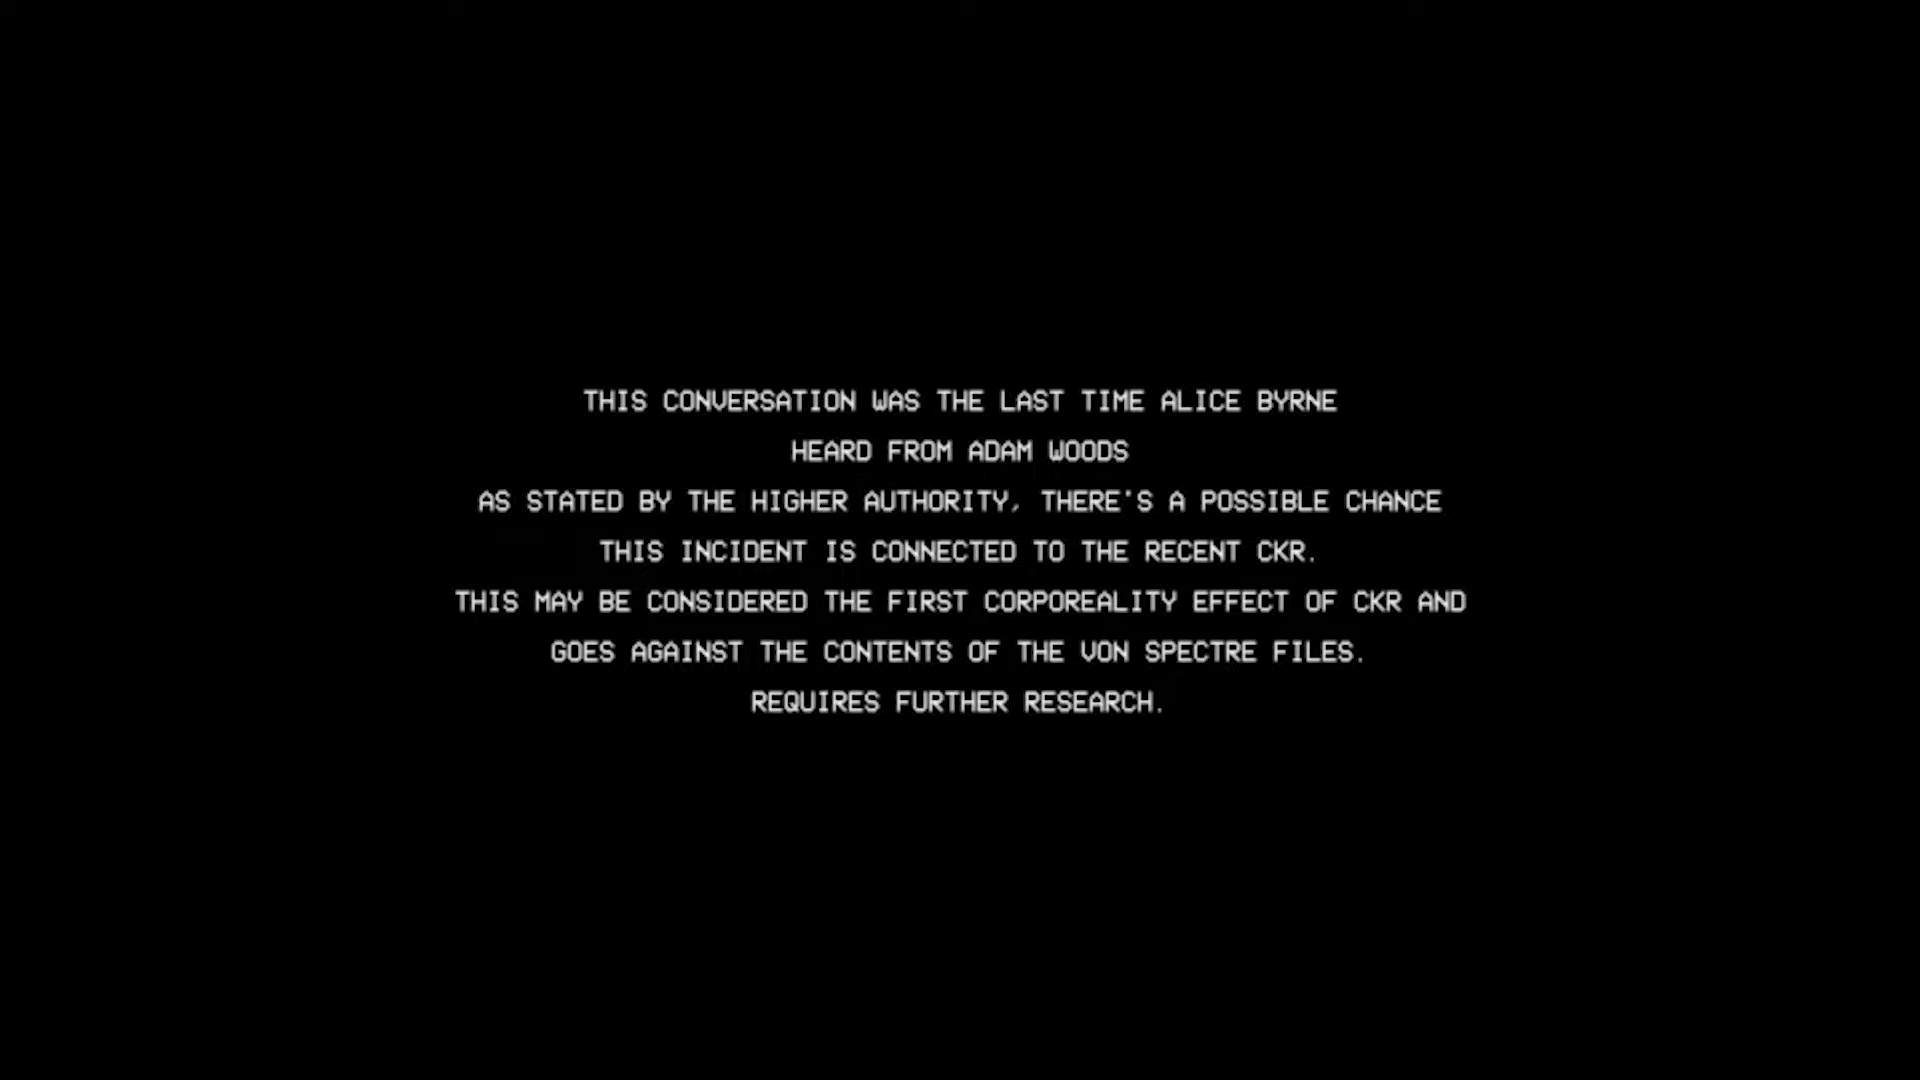 THIS CONVERSATION WAS THE LAST TIME ALICE BYRNE
HEARD FROM ADAM WOODS
AS STATED BY THE HIGHER AUTHORITY, THERE'S A POSSIBLE CHANCE
THIS INCIDENT IS CONNECTED TO THE RECENT CKR.
THIS MAY BE CONSIDERED THE FIRST CORPOREALITY EFFECT OF CKR AND
GOES AGAINST THE CONTENTS OF THE VON SPECTRE FILES.
REQUIRES FURTHER RESEARCH.